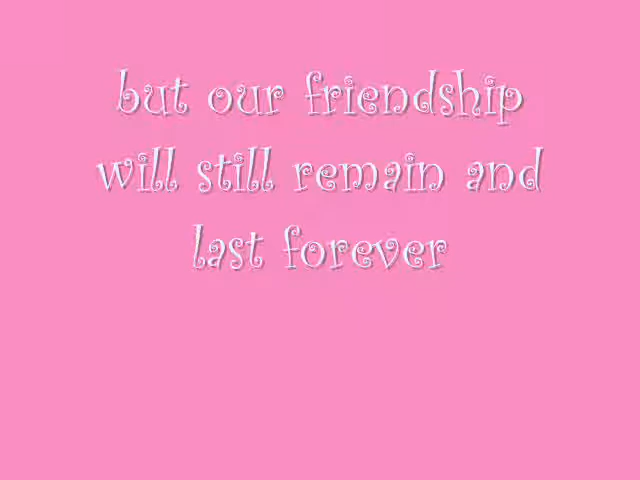 but our friendship
will still remain and
last forever